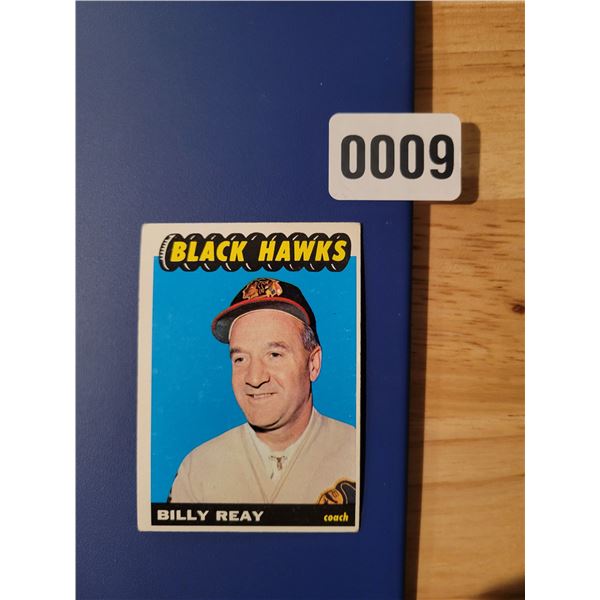 0009
BLACK HAWKS
BILLY REAY
coach